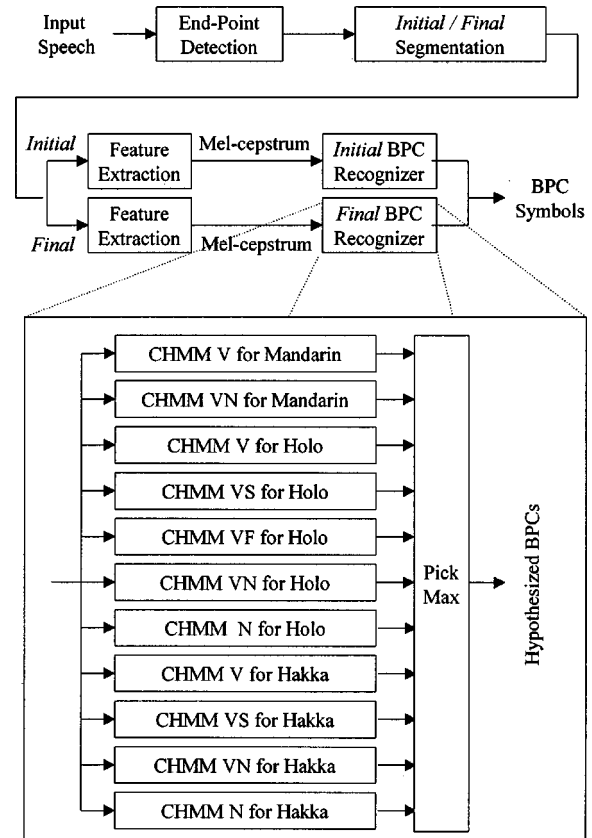 Input
Speech
End-Point
Detection
Initial / Final
Segmentation
Initial
Feature
Extraction
Mel-cepstrum
Initial BPC
Recognizer
BPC
Symbols
Final
Feature
Extraction
Mel-cepstrum
Final BPC
Recognizer
CHMM V for Mandarin
CHMM VN for Mandarin
CHMM V for Holo
CHMM VS for Holo
CHMM VF for Holo
CHMM VN for Holo
CHMM N for Holo
CHMM V for Hakka
CHMM VS for Hakka
CHMM VN for Hakka
CHMM N for Hakka
Pick
Max
Hypothesized BPCs